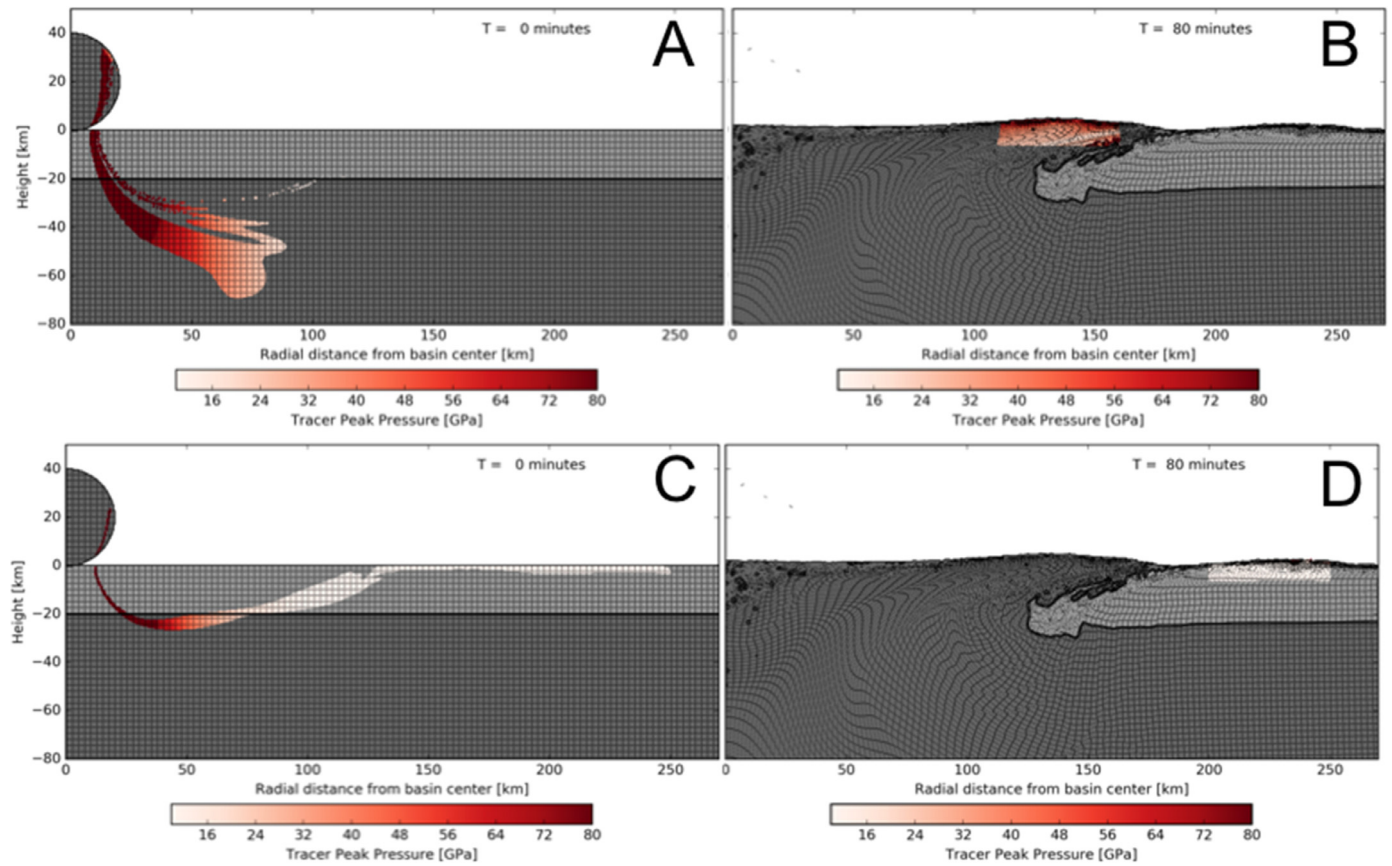 T = 0 minutes
A
40
20
0
−20
−40
−60
−80
Height [km]
0 50 100 150 200 250
Radial distance from basin center [km]
16 24 32 40 48 56 64 72 80
Tracer Peak Pressure [GPa]
T = 80 minutes
B
0 50 100 150 200 250
Radial distance from basin center [km]
16 24 32 40 48 56 64 72 80
Tracer Peak Pressure [GPa]
T = 0 minutes
C
40
20
0
−20
−40
−60
−80
Height [km]
0 50 100 150 200 250
Radial distance from basin center [km]
16 24 32 40 48 56 64 72 80
Tracer Peak Pressure [GPa]
T = 80 minutes
D
0 50 100 150 200 250
Radial distance from basin center [km]
16 24 32 40 48 56 64 72 80
Tracer Peak Pressure [GPa]